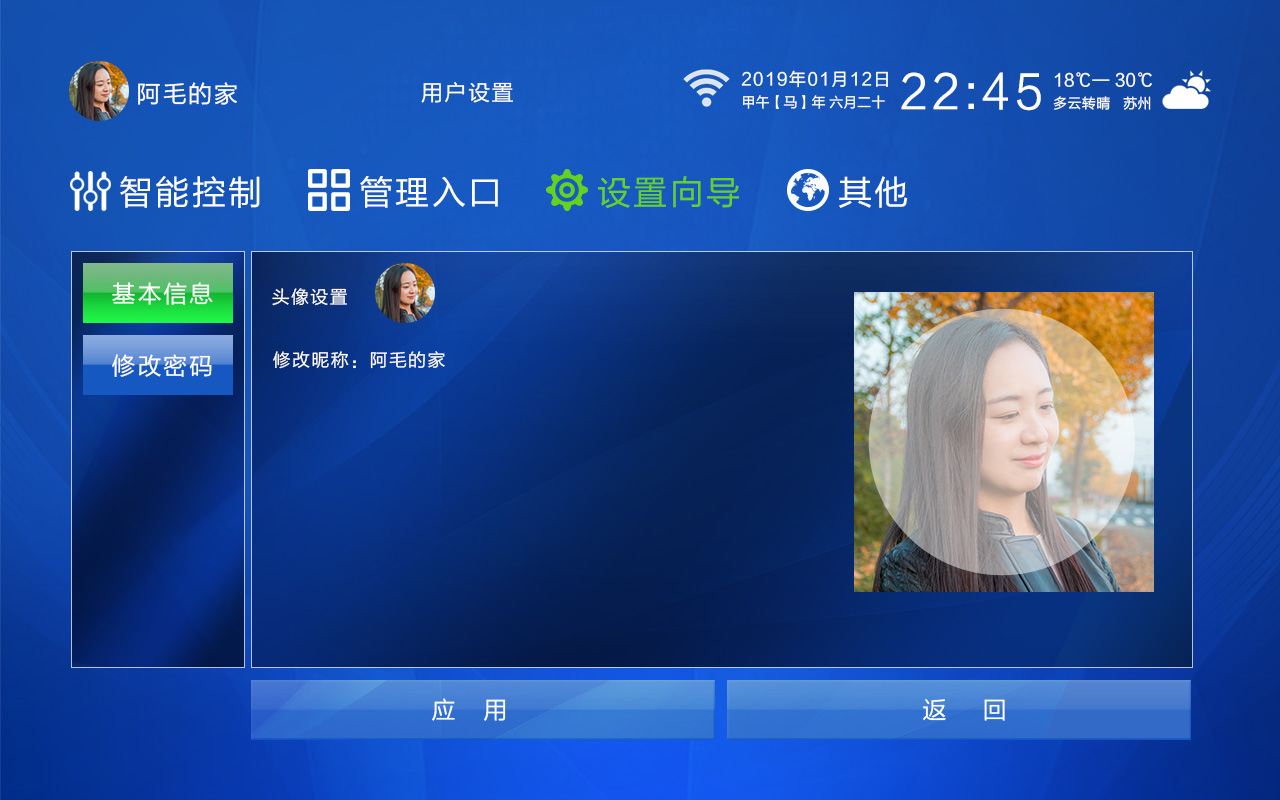 阿毛的家
用户设置
2019年01月12日
甲午【马】年 六月二十
22:45
18℃— 30℃
多云转晴 苏州
智能控制
管理入口
设置向导
其他
基本信息
修改密码
头像设置
修改昵称：阿毛的家
应 用
返 回